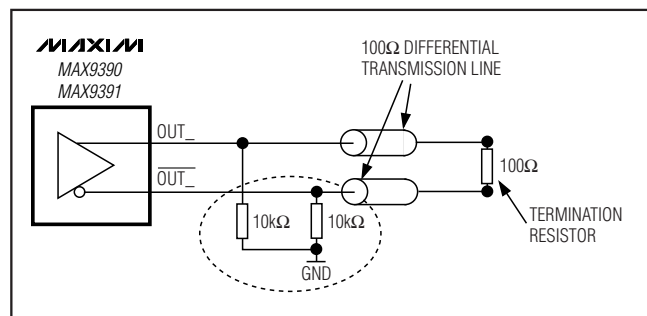 MAXIM
MAX9390
MAX9391
100Ω DIFFERENTIAL
TRANSMISSION LINE
OUT_
OUT_
100Ω
10kΩ
10kΩ
TERMINATION
RESISTOR
GND